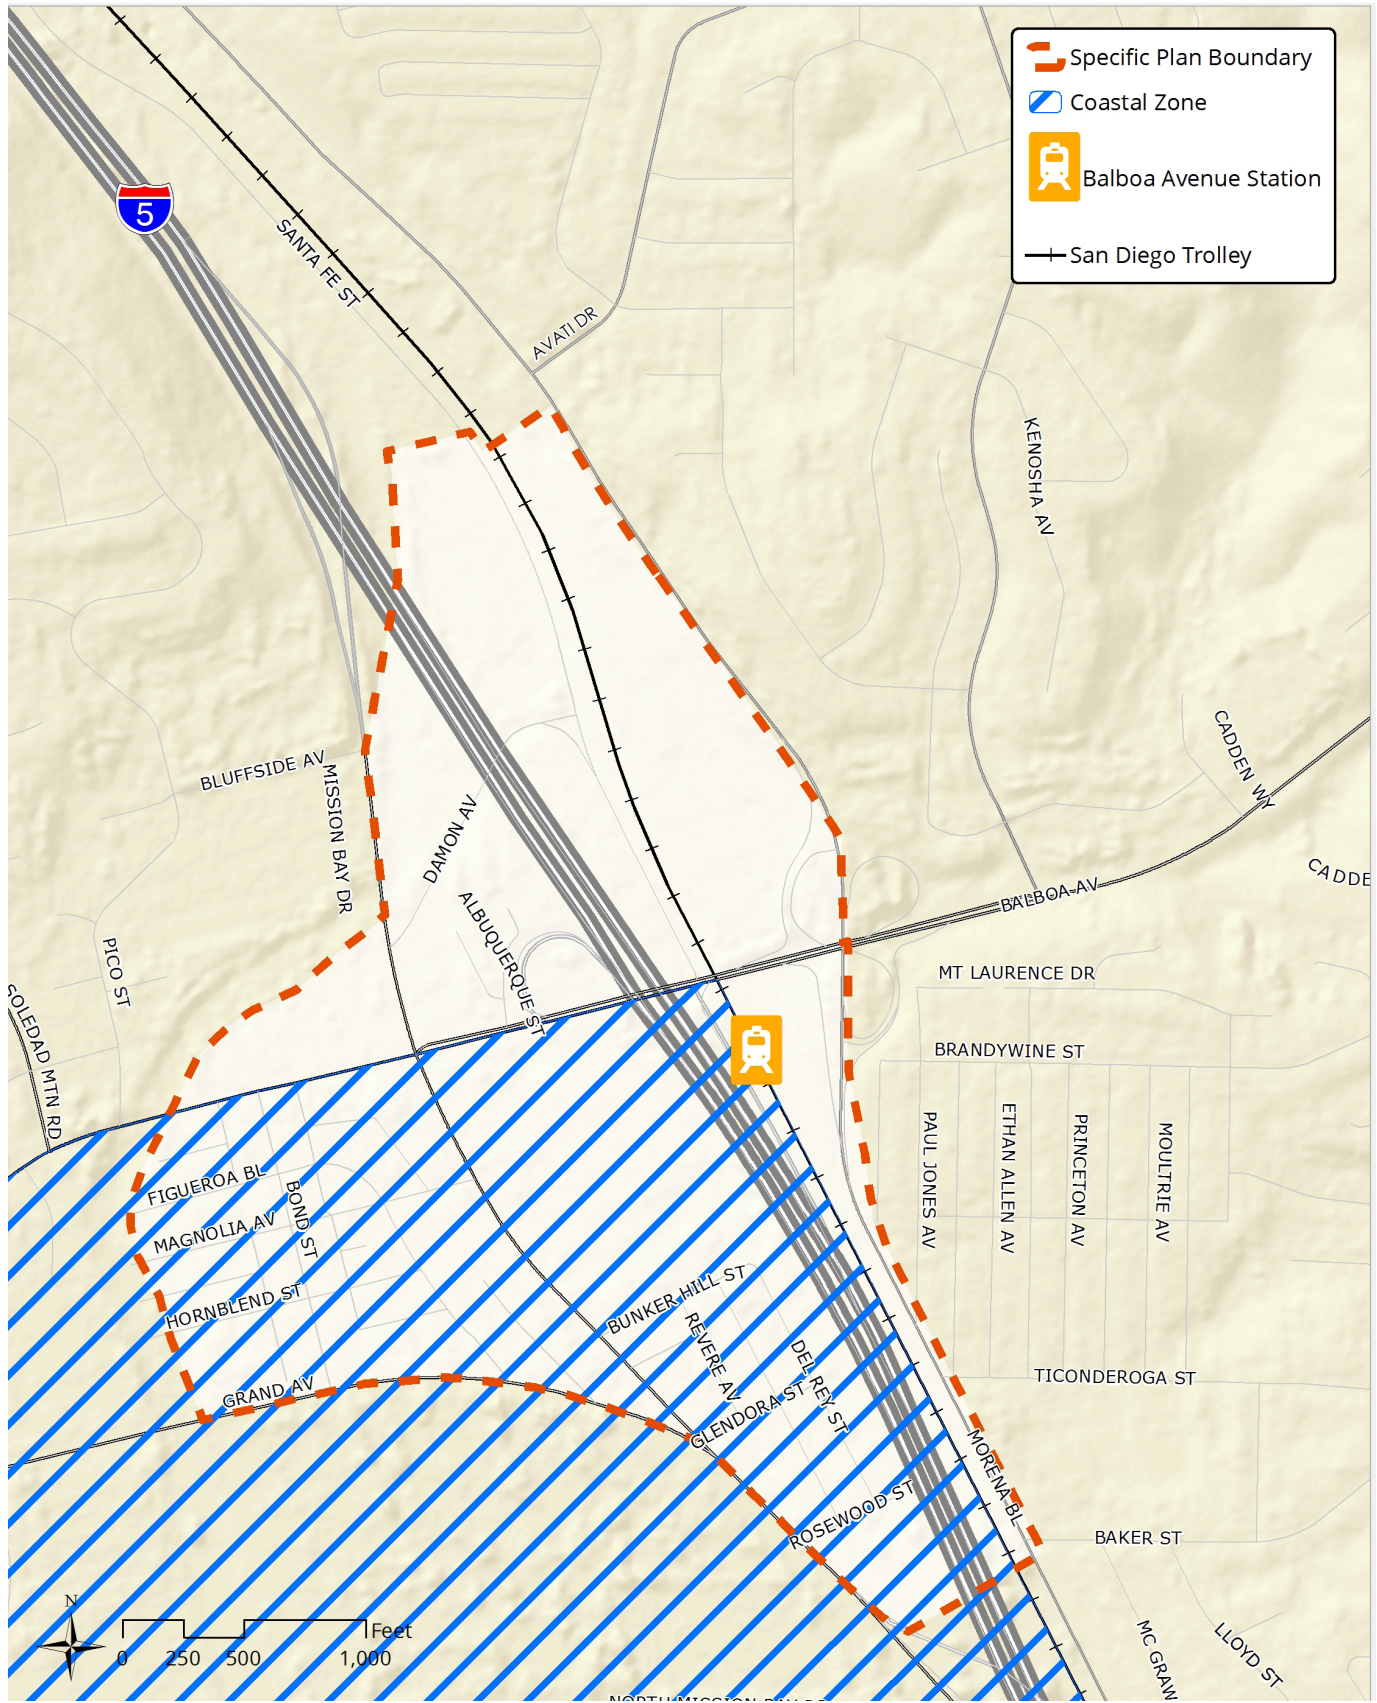 Specific Plan Boundary
Coastal Zone
Balboa Avenue Station
San Diego Trolley
5
SANTA FE ST
AVATI DR
KENOSHA AV
CADDEN WY
BLUFFSIDE AV
MISSION BAY DR
DAMON AV
CADDE
BALBOA AV
ALBUQUERQUE ST
PICO ST
MT LAURENCE DR
SOLEDAD MTN RD
BRANDYWINE ST
PAUL JONES AV
ETHAN ALLEN AV
PRINCETON AV
MOULTRIE AV
FIGUEROA BL
BOND ST
MAGNOLIA AV
HORNBLEND ST
BUNKER HILL ST
REVERE AV
DEL REY ST
GRAND AV
TICONDEROGA ST
GLENDORA ST
MORENA BL
ROSEWOOD ST
BAKER ST
N
Feet
0 250 500 1,000
MC GRAW
LLOYD ST
NORTH MISSION BAY DR